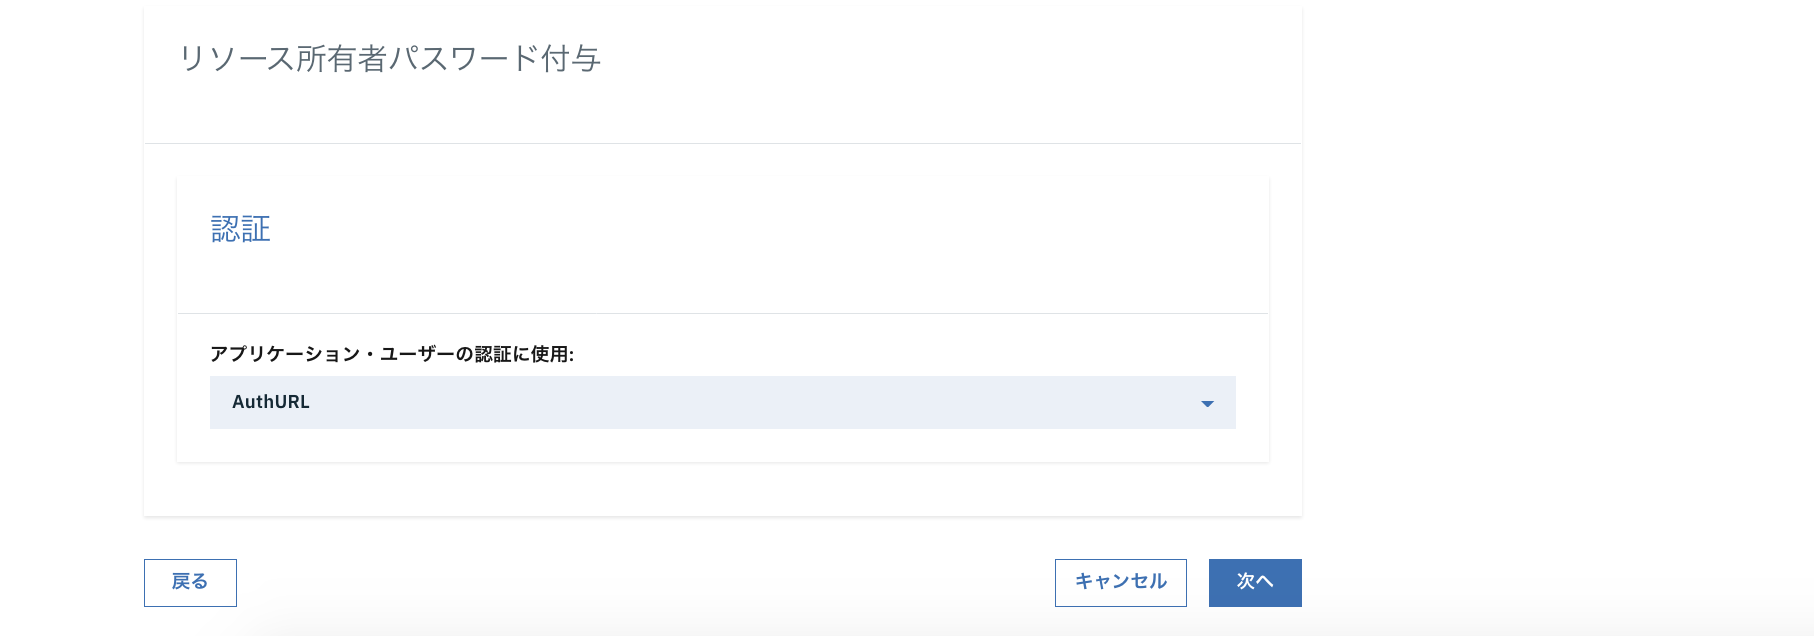 リソース所有者パスワード付与
認証
アプリケーション・ユーザーの認証に使用:
AuthURL
戻る
キャンセル
次へ